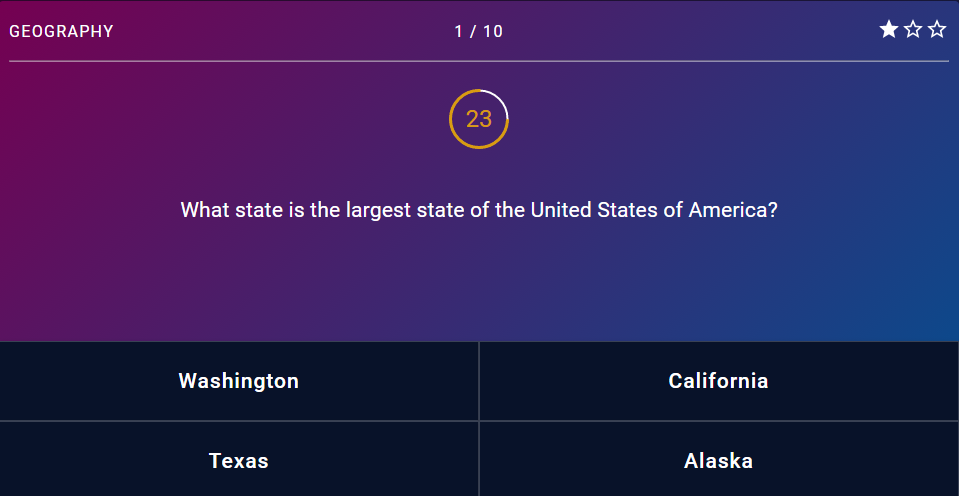 GEOGRAPHY 1 / 10
23
What state is the largest state of the United States of America?
Washington California
Texas Alaska